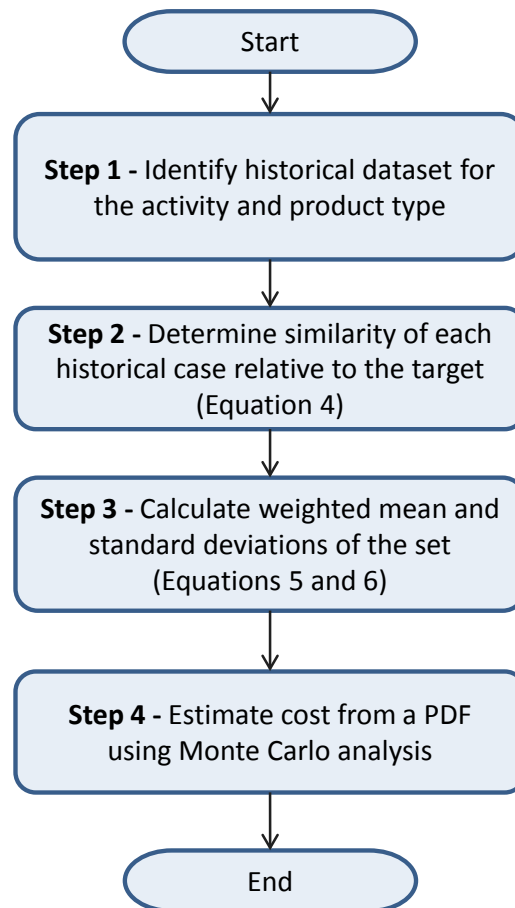 Start
Step 1 - Identify historical dataset for
the activity and product type
Step 2 - Determine similarity of each
historical case relative to the target
(Equation 4)
Step 3 - Calculate weighted mean and
standard deviations of the set
(Equations 5 and 6)
Step 4 - Estimate cost from a PDF
using Monte Carlo analysis
End